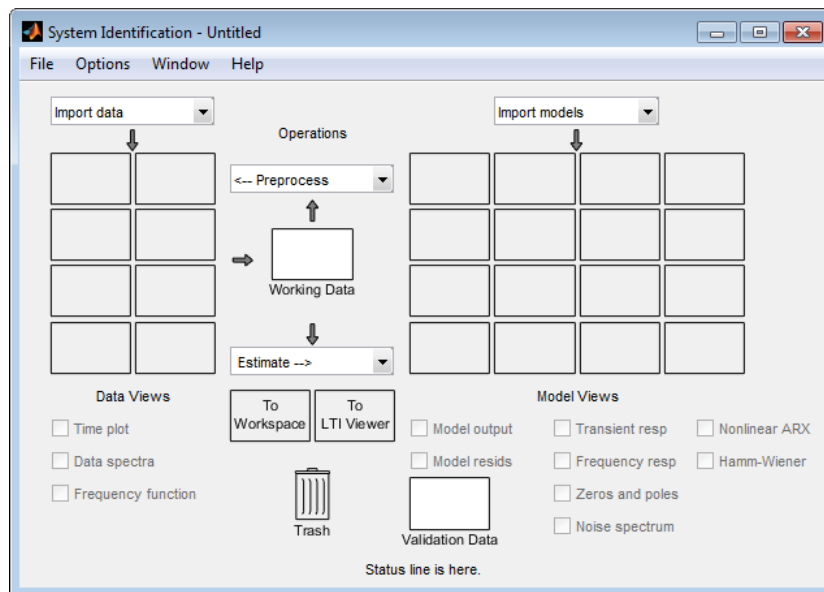 System Identification - Untitled
File Options Window Help
Import data
Import models
Operations
<-- Preprocess
Working Data
Estimate -->
Data Views
Time plot
Data spectra
Frequency function
To
Workspace
To
LTI Viewer
Trash
Model Views
Model output
Transient resp
Nonlinear ARX
Model resids
Frequency resp
Hamm-Wiener
Zeros and poles
Noise spectrum
Validation Data
Status line is here.